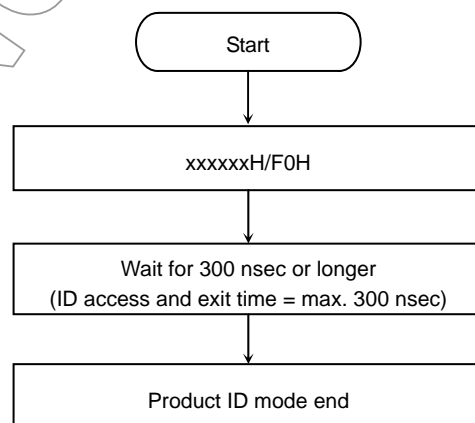 Start
xxxxxxH/F0H
Wait for 300 nsec or longer
(ID access and exit time = max. 300 nsec)
Product ID mode end